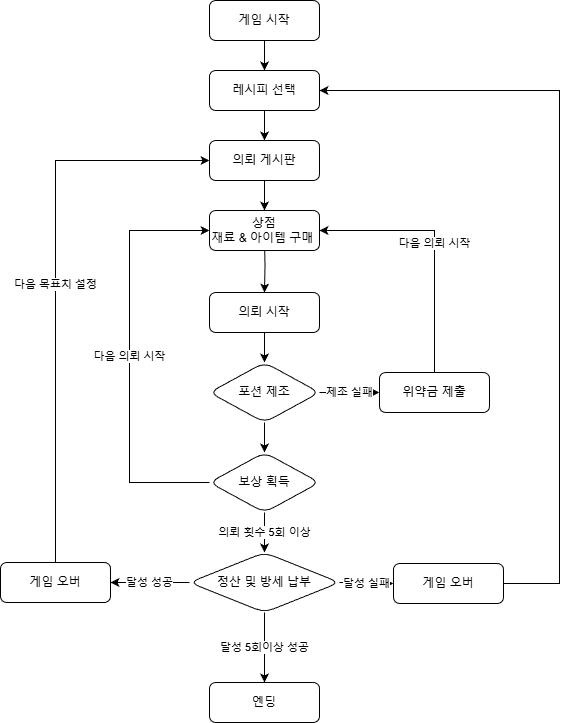 게임 시작
레시피 선택
의뢰 게시판
상점
재료 & 아이템 구매
다음 의뢰 시작
다음 목표치 설정
의뢰 시작
다음 의뢰 시작
포션 제조
제조 실패
위약금 제출
보상 획득
의뢰 횟수 5회 이상
게임 오버
달성 성공
정산 및 방세 납부
달성 실패
게임 오버
달성 5회이상 성공
엔딩